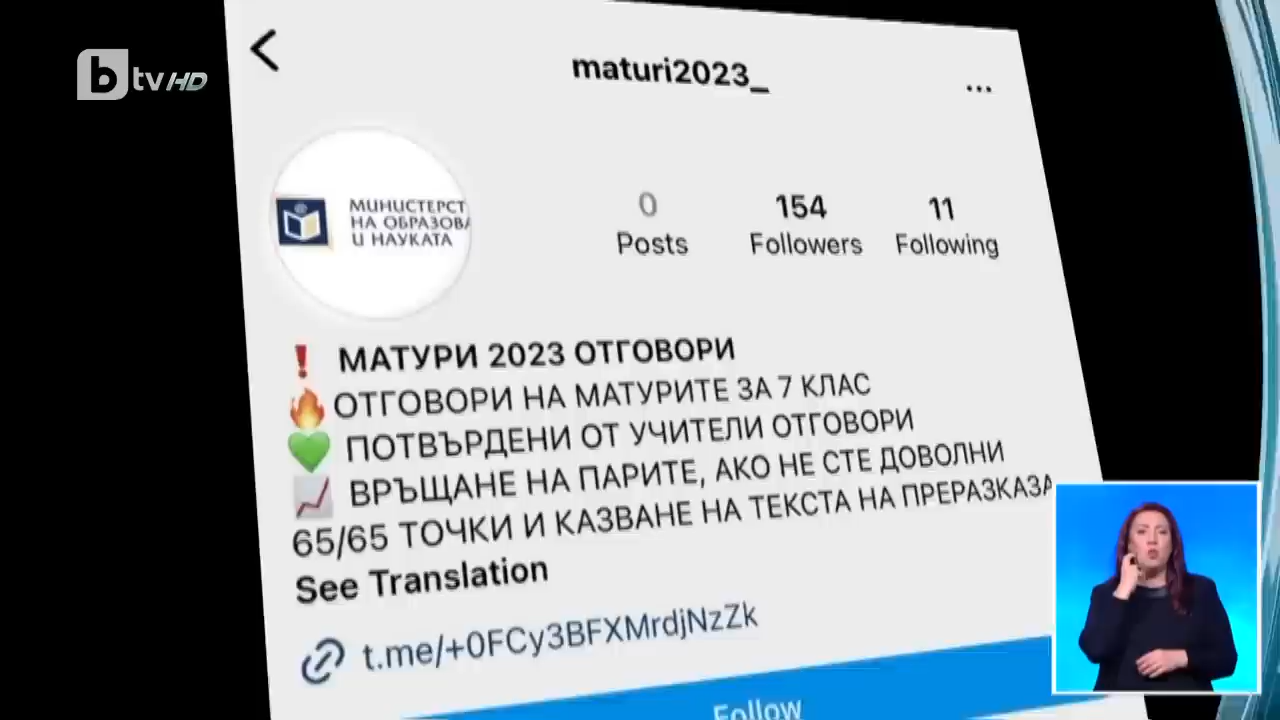 btv HD
maturi2023_
...
МИНИСТЕРСТ
НА ОБРАЗОВА
И НАУКАТА
0 Posts
154 Followers
11 Following
❗ МАТУРИ 2023 ОТГОВОРИ
🔥ОТГОВОРИ НА МАТУРИТЕ ЗА 7 КЛАС
💚 ПОТВЪРДЕНИ ОТ УЧИТЕЛИ ОТГОВОРИ
📈 ВРЪЩАНЕ НА ПАРИТЕ, АКО НЕ СТЕ ДОВОЛНИ
65/65 ТОЧКИ И КАЗВАНЕ НА ТЕКСТА НА ПРЕРАЗКАЗА
See Translation
t.me/+0FCy3BFXMrdjNzZk
Follow